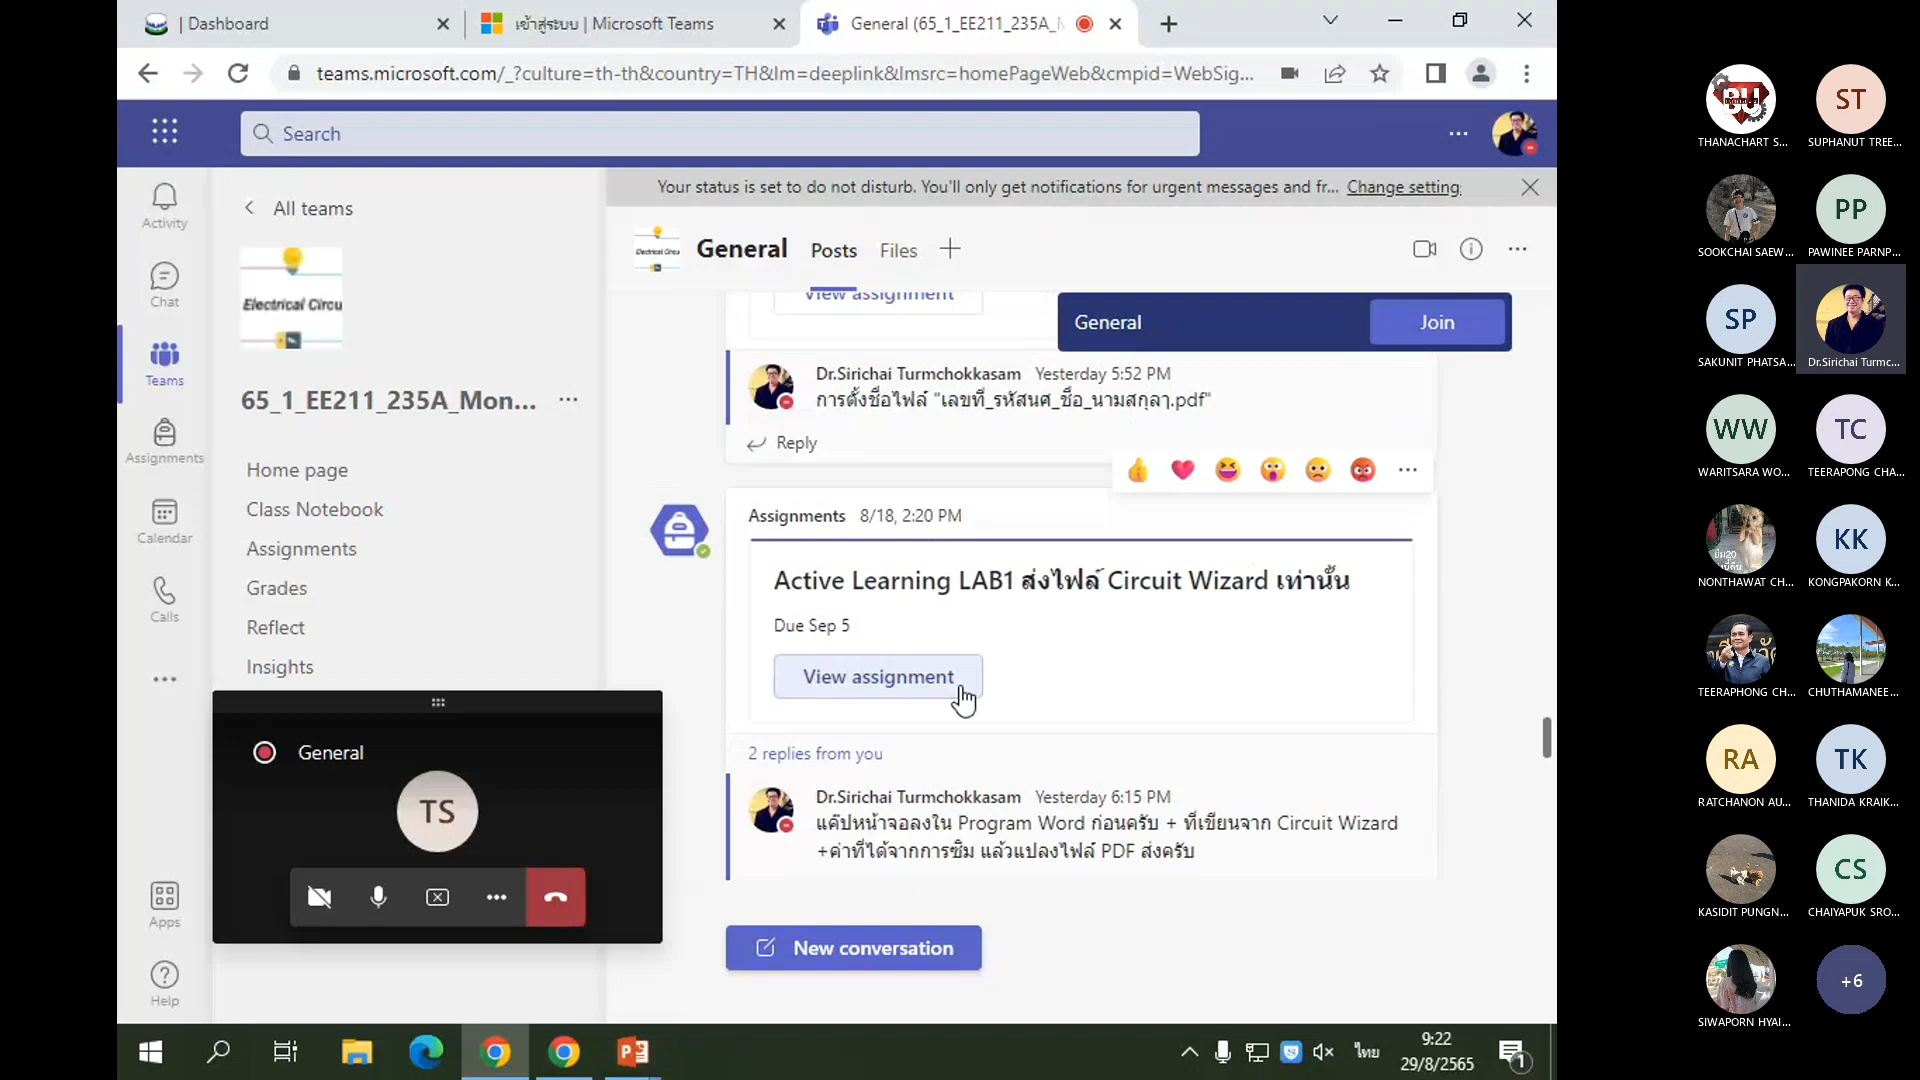 | Dashboard
เข้าสู่ระบบ | Microsoft Teams
General (65_1_EE211_235A_
teams.microsoft.com/_?culture=th-th&country=TH&lm=deeplink&lmsrc=homePageWeb&cmpid=WebSig...
Search
Your status is set to do not disturb. You'll only get notifications for urgent messages and fr... Change setting
Activity
Chat
Teams
Assignments
Calendar
Calls
Apps
Help
All teams
Electrical Circu
65_1_EE211_235A_Mon...
Home page
Class Notebook
Assignments
Grades
Reflect
Insights
General
TS
Electrical Circu
General Posts Files
View assignment
General Join
Dr.Sirichai Turmchokkasam Yesterday 5:52 PM
การตั้งชื่อไฟล์ "เลขที่_รหัสนศ_ชื่อ_นามสกุลา.pdf"
Reply
Assignments 8/18, 2:20 PM
Active Learning LAB1 ส่งไฟล์ Circuit Wizard เท่านั้น
Due Sep 5
View assignment
2 replies from you
Dr.Sirichai Turmchokkasam Yesterday 6:15 PM
แค๊ปหน้าจอลงใน Program Word ก่อนครับ + ที่เขียนจาก Circuit Wizard
+ค่าที่ได้จากการซิม แล้วแปลงไฟล์ PDF ส่งครับ
New conversation
ไทย
9:22
29/8/2565
1
THANACHART S...
ST
SUPHANUT TREE...
SOOKCHAI SAEW...
PP
PAWINEE PARNP...
SP
SAKUNIT PHATSA...
Dr.Sirichai Turmc...
WW
WARITSARA WO...
TC
TEERAPONG CHA...
NONTHAWAT CH...
KK
KONGPAKORN K...
TEERAPHONG CH...
CHUTHAMANEE...
RA
RATCHANON AU...
TK
THANIDA KRAIK...
KASIDIT PUNGN...
CS
CHAIYAPUK SRO...
SIWAPORN HYAI...
+6